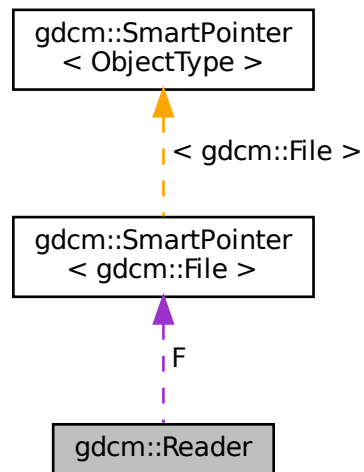 gdcm::SmartPointer
< ObjectType >
< gdcm::File >
gdcm::SmartPointer
< gdcm::File >
F
gdcm::Reader